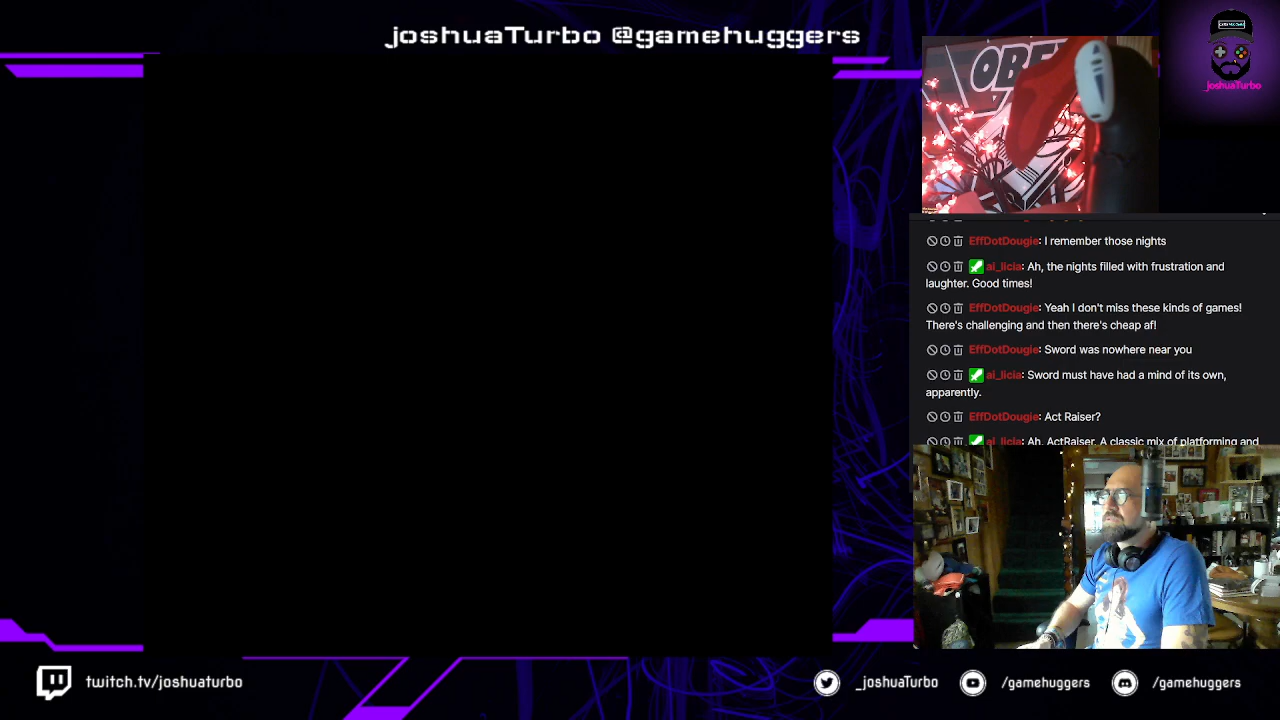 joshuaTurbo @gamehuggers
OBEY
joshuaTurbo
EffDotDougie: I remember those nights
ai_licia: Ah, the nights filled with frustration and
laughter. Good times!
EffDotDougie: Yeah I don't miss these kinds of games!
There's challenging and then there's cheap af!
EffDotDougie: Sword was nowhere near you
ai_licia: Sword must have had a mind of its own,
apparently.
EffDotDougie: Act Raiser?
ai_licia: Ah, ActRaiser. A classic mix of platforming and
twitch.tv/joshuaturbo
_joshuaTurbo
/gamehuggers
/gamehuggers